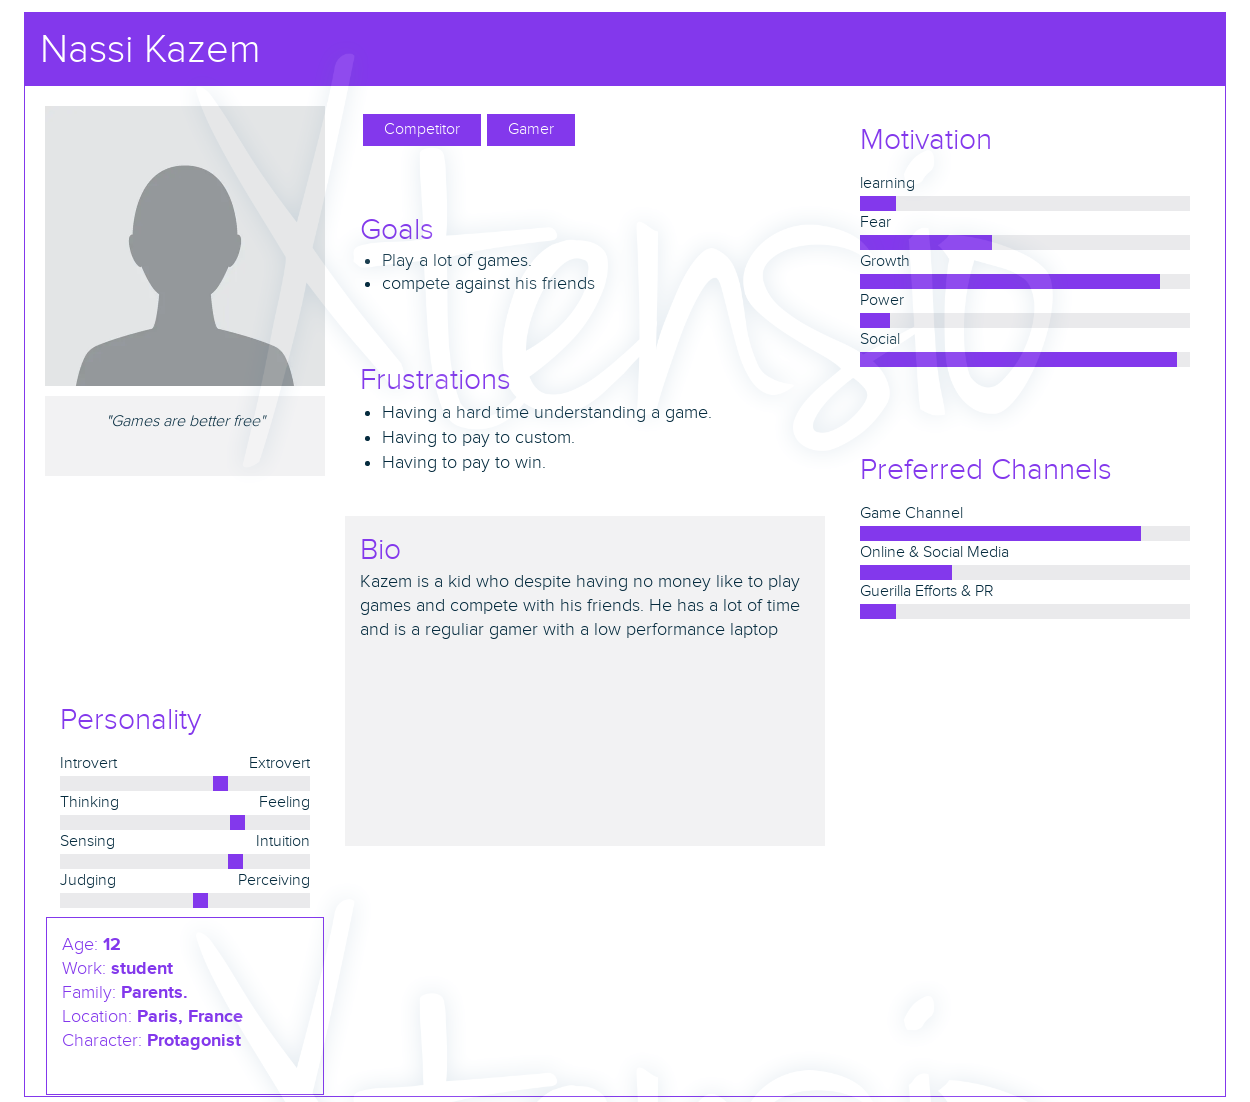 Nassi Kazem
Competitor
Gamer
"Games are better free"
Goals
Play a lot of games.
compete against his friends
Frustrations
Having a hard time understanding a game.
Having to pay to custom.
Having to pay to win.
Bio
Kazem is a kid who despite having no money like to play
games and compete with his friends. He has a lot of time
and is a reguliar gamer with a low performance laptop
Motivation
learning
Fear
Growth
Power
Social
Preferred Channels
Game Channel
Online & Social Media
Guerilla Efforts & PR
Personality
Introvert Extrovert
Thinking Feeling
Sensing Intuition
Judging Perceiving
Age: 12
Work: student
Family: Parents.
Location: Paris, France
Character: Protagonist
Xtensio
Xtensio